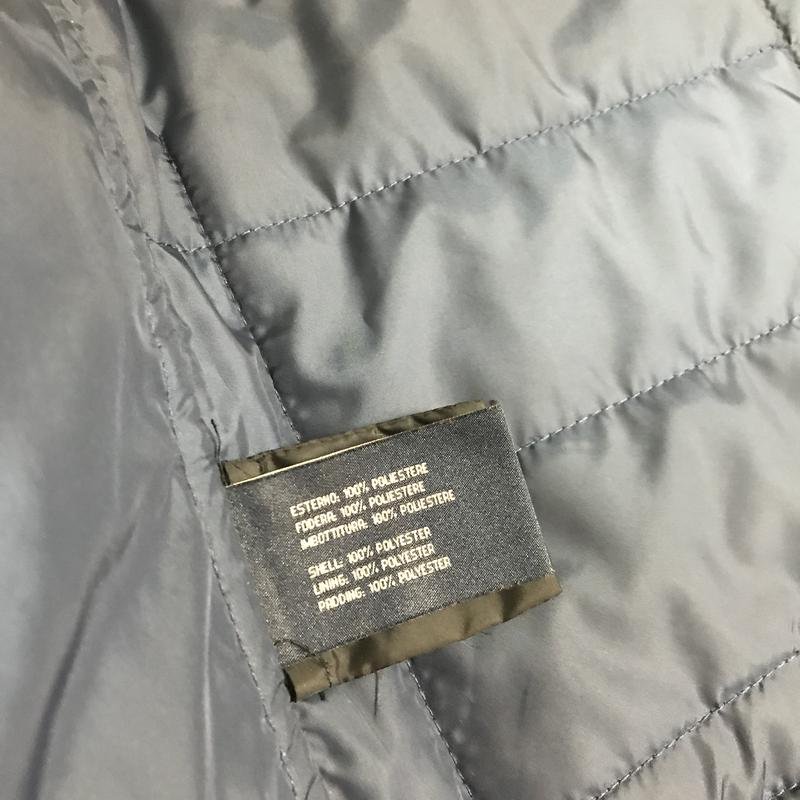 ESTERNO: 100% POLIESTERE
FODERA: 100% POLIESTERE
IMBOTTITURA: 100% POLIESTERE
SHELL: 100% POLYESTER
LINING: 100% POLYESTER
PADDING: 100% POLYESTER